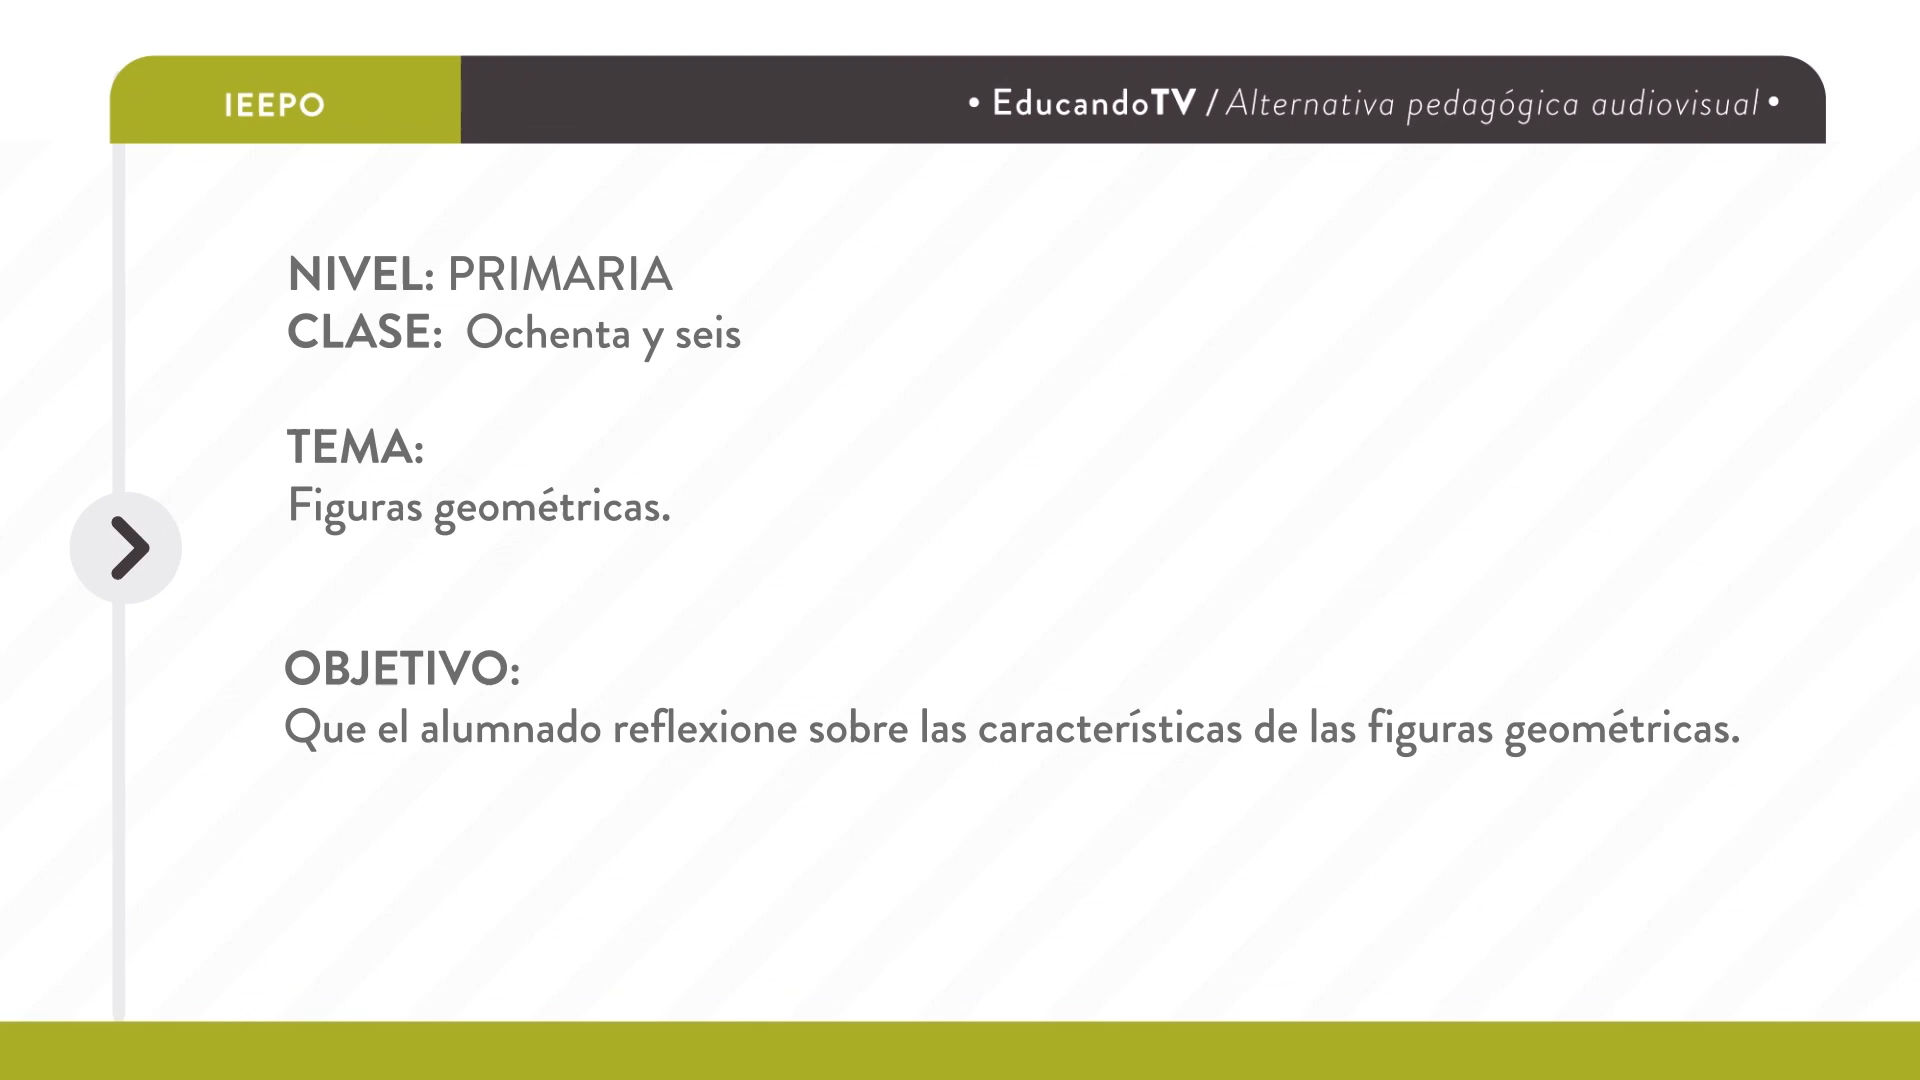 IEEPO
• EducandoTV / Alternativa pedagógica audiovisual •
NIVEL: PRIMARIA
CLASE: Ochenta y seis
TEMA:
Figuras geométricas.
OBJETIVO:
Que el alumnado reflexione sobre las características de las figuras geométricas.